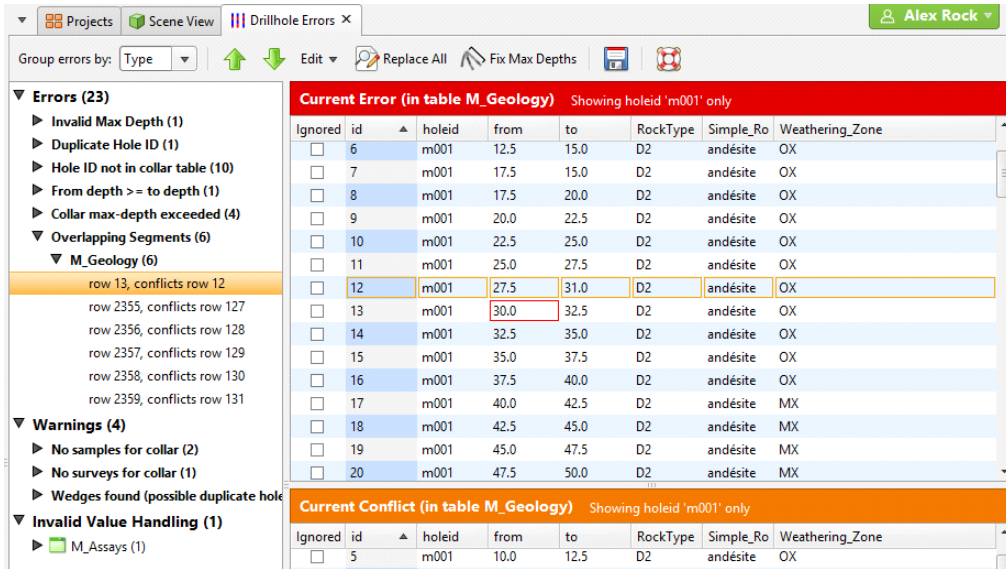 Projects Scene View Drillhole Errors Alex Rock
Group errors by: Type Edit Replace All Fix Max Depths
Errors (23)
Invalid Max Depth (1)
Duplicate Hole ID (1)
Hole ID not in collar table (10)
From depth >= to depth (1)
Collar max-depth exceeded (4)
Overlapping Segments (6)
M_Geology (6)
row 13, conflicts row 12
row 2355, conflicts row 127
row 2356, conflicts row 128
row 2357, conflicts row 129
row 2358, conflicts row 130
row 2359, conflicts row 131
Warnings (4)
No samples for collar (2)
No surveys for collar (1)
Wedges found (possible duplicate hole
Invalid Value Handling (1)
M_Assays (1)
Current Error (in table M_Geology) Showing holeid 'm001' only
Ignored id holeid from to RockType Simple_Ro Weathering_Zone
6 m001 12.5 15.0 D2 andésite OX
7 m001 17.5 15.0 D2 andésite OX
8 m001 17.5 20.0 D2 andésite OX
9 m001 20.0 22.5 D2 andésite OX
10 m001 22.5 25.0 D2 andésite OX
11 m001 25.0 27.5 D2 andésite OX
12 m001 27.5 31.0 D2 andésite OX
13 m001 30.0 32.5 D2 andésite OX
14 m001 32.5 35.0 D2 andésite OX
15 m001 35.0 37.5 D2 andésite OX
16 m001 37.5 40.0 D2 andésite OX
17 m001 40.0 42.5 D2 andésite MX
18 m001 42.5 45.0 D2 andésite MX
19 m001 45.0 47.5 D2 andésite MX
20 m001 47.5 50.0 D2 andésite MX
Current Conflict (in table M_Geology) Showing holeid 'm001' only
Ignored id holeid from to RockType Simple_Ro Weathering_Zone
5 m001 10.0 12.5 D2 andésite OX